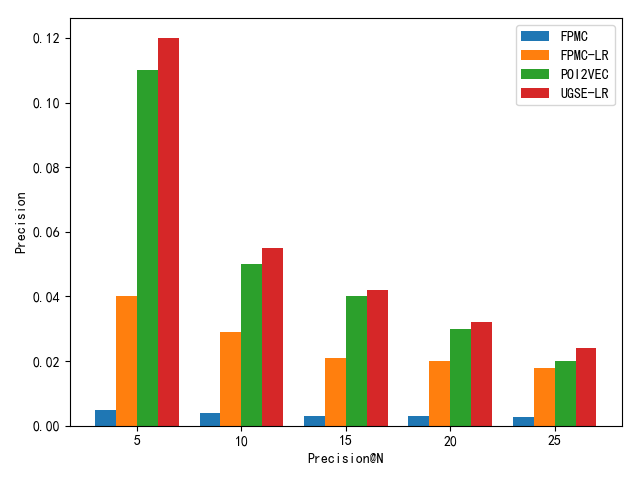 FPMC
FPMC-LR
POI2VEC
UGSE-LR
Precision
0.12
0.10
0.08
0.06
0.04
0.02
0.00
5 10 15 20 25
Precision@N